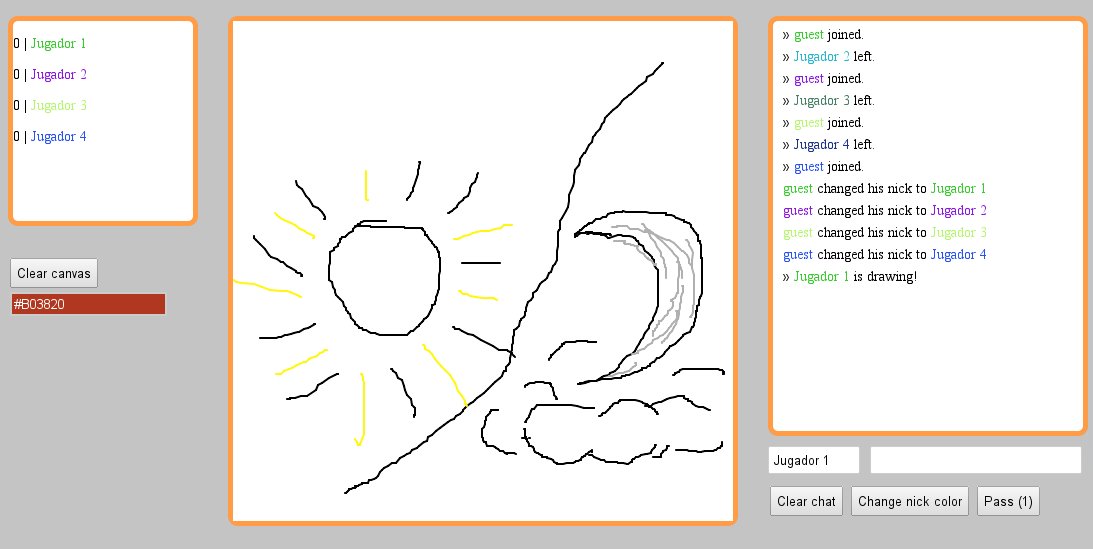 0 | Jugador 1
0 | Jugador 2
0 | Jugador 3
0 | Jugador 4
Clear canvas
#B03820
» guest joined.
» Jugador 2 left.
» guest joined.
» Jugador 3 left.
» guest joined.
» Jugador 4 left.
» guest joined.
guest changed his nick to Jugador 1
guest changed his nick to Jugador 2
guest changed his nick to Jugador 3
guest changed his nick to Jugador 4
» Jugador 1 is drawing!
Jugador 1
Clear chat Change nick color Pass (1)